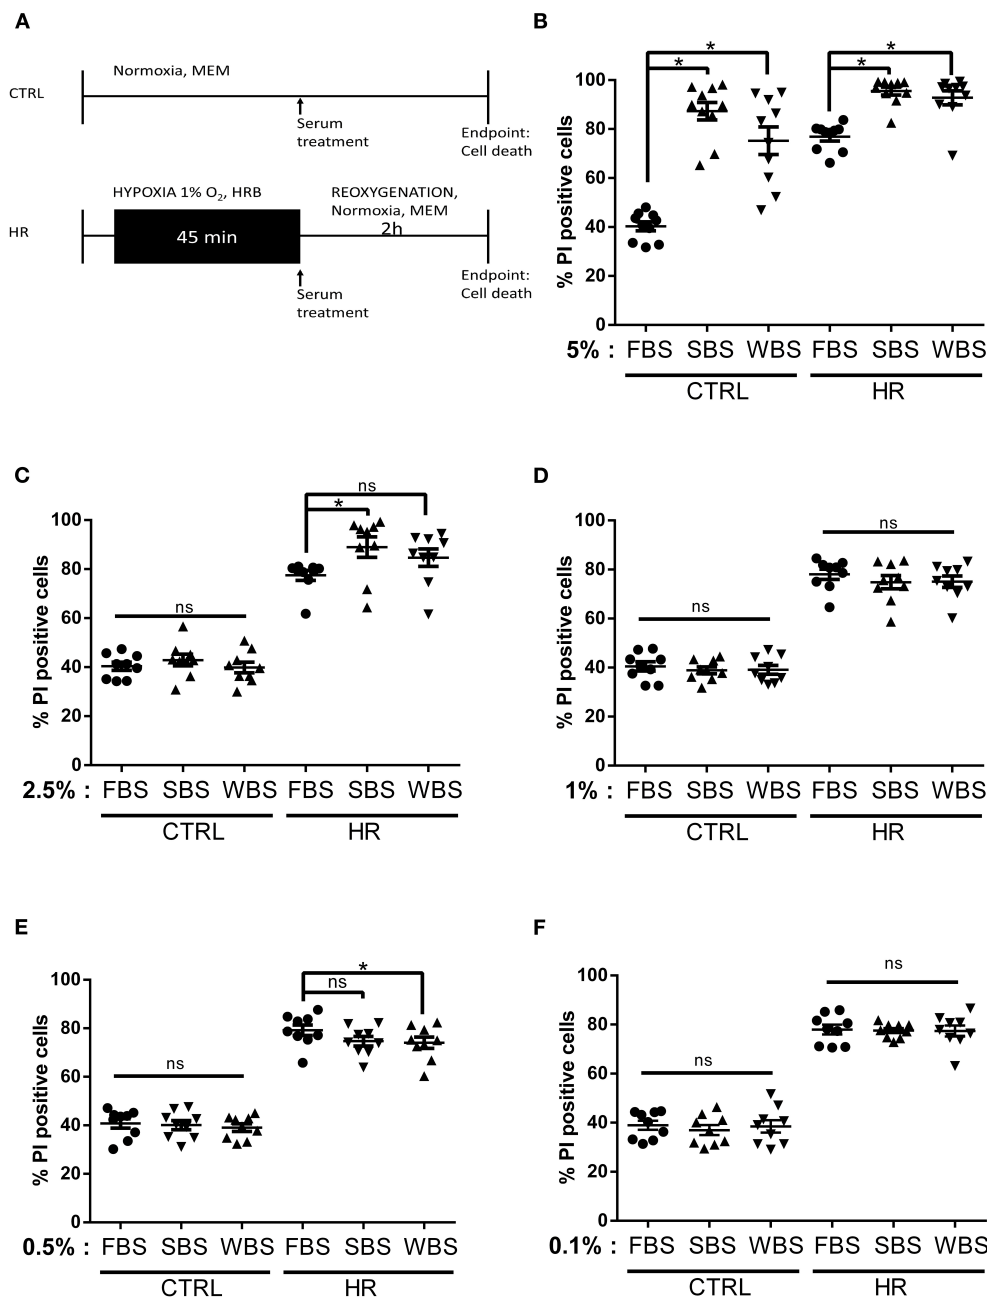 A
CTRL
Normoxia, MEM
Serum
treatment
Endpoint:
Cell death
HYPOXIA 1% O2, HRB
REOXYGENATION,
Normoxia, MEM
2h
HR
45 min
Serum
treatment
Endpoint:
Cell death
B
% PI positive cells
100
80
60
40
20
0
* * * *
5% : FBS SBS WBS FBS SBS WBS
CTRL HR
C
% PI positive cells
100
80
60
40
20
0
ns
ns
*
2.5% : FBS SBS WBS FBS SBS WBS
CTRL HR
D
% PI positive cells
100
80
60
40
20
0
ns
ns
1% : FBS SBS WBS FBS SBS WBS
CTRL HR
E
% PI positive cells
100
80
60
40
20
0
ns
*
ns
0.5% : FBS SBS WBS FBS SBS WBS
CTRL HR
F
% PI positive cells
100
80
60
40
20
0
ns
ns
0.1% : FBS SBS WBS FBS SBS WBS
CTRL HR